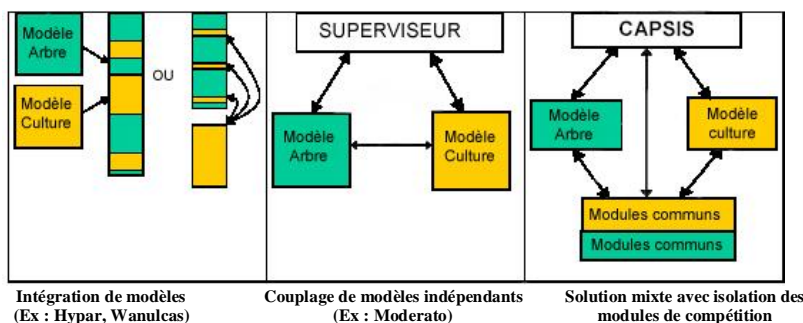 Modèle
Arbre
OU
Modèle
Culture
SUPERVISEUR
Modèle
Arbre
Modèle
Culture
CAPSIS
Modèle
Arbre
Modèle
culture
Modules communs
Modules communs
Intégration de modèles
(Ex : Hypar, Wanulcas)
Couplage de modèles indépendants
(Ex : Moderato)
Solution mixte avec isolation des
modules de compétition